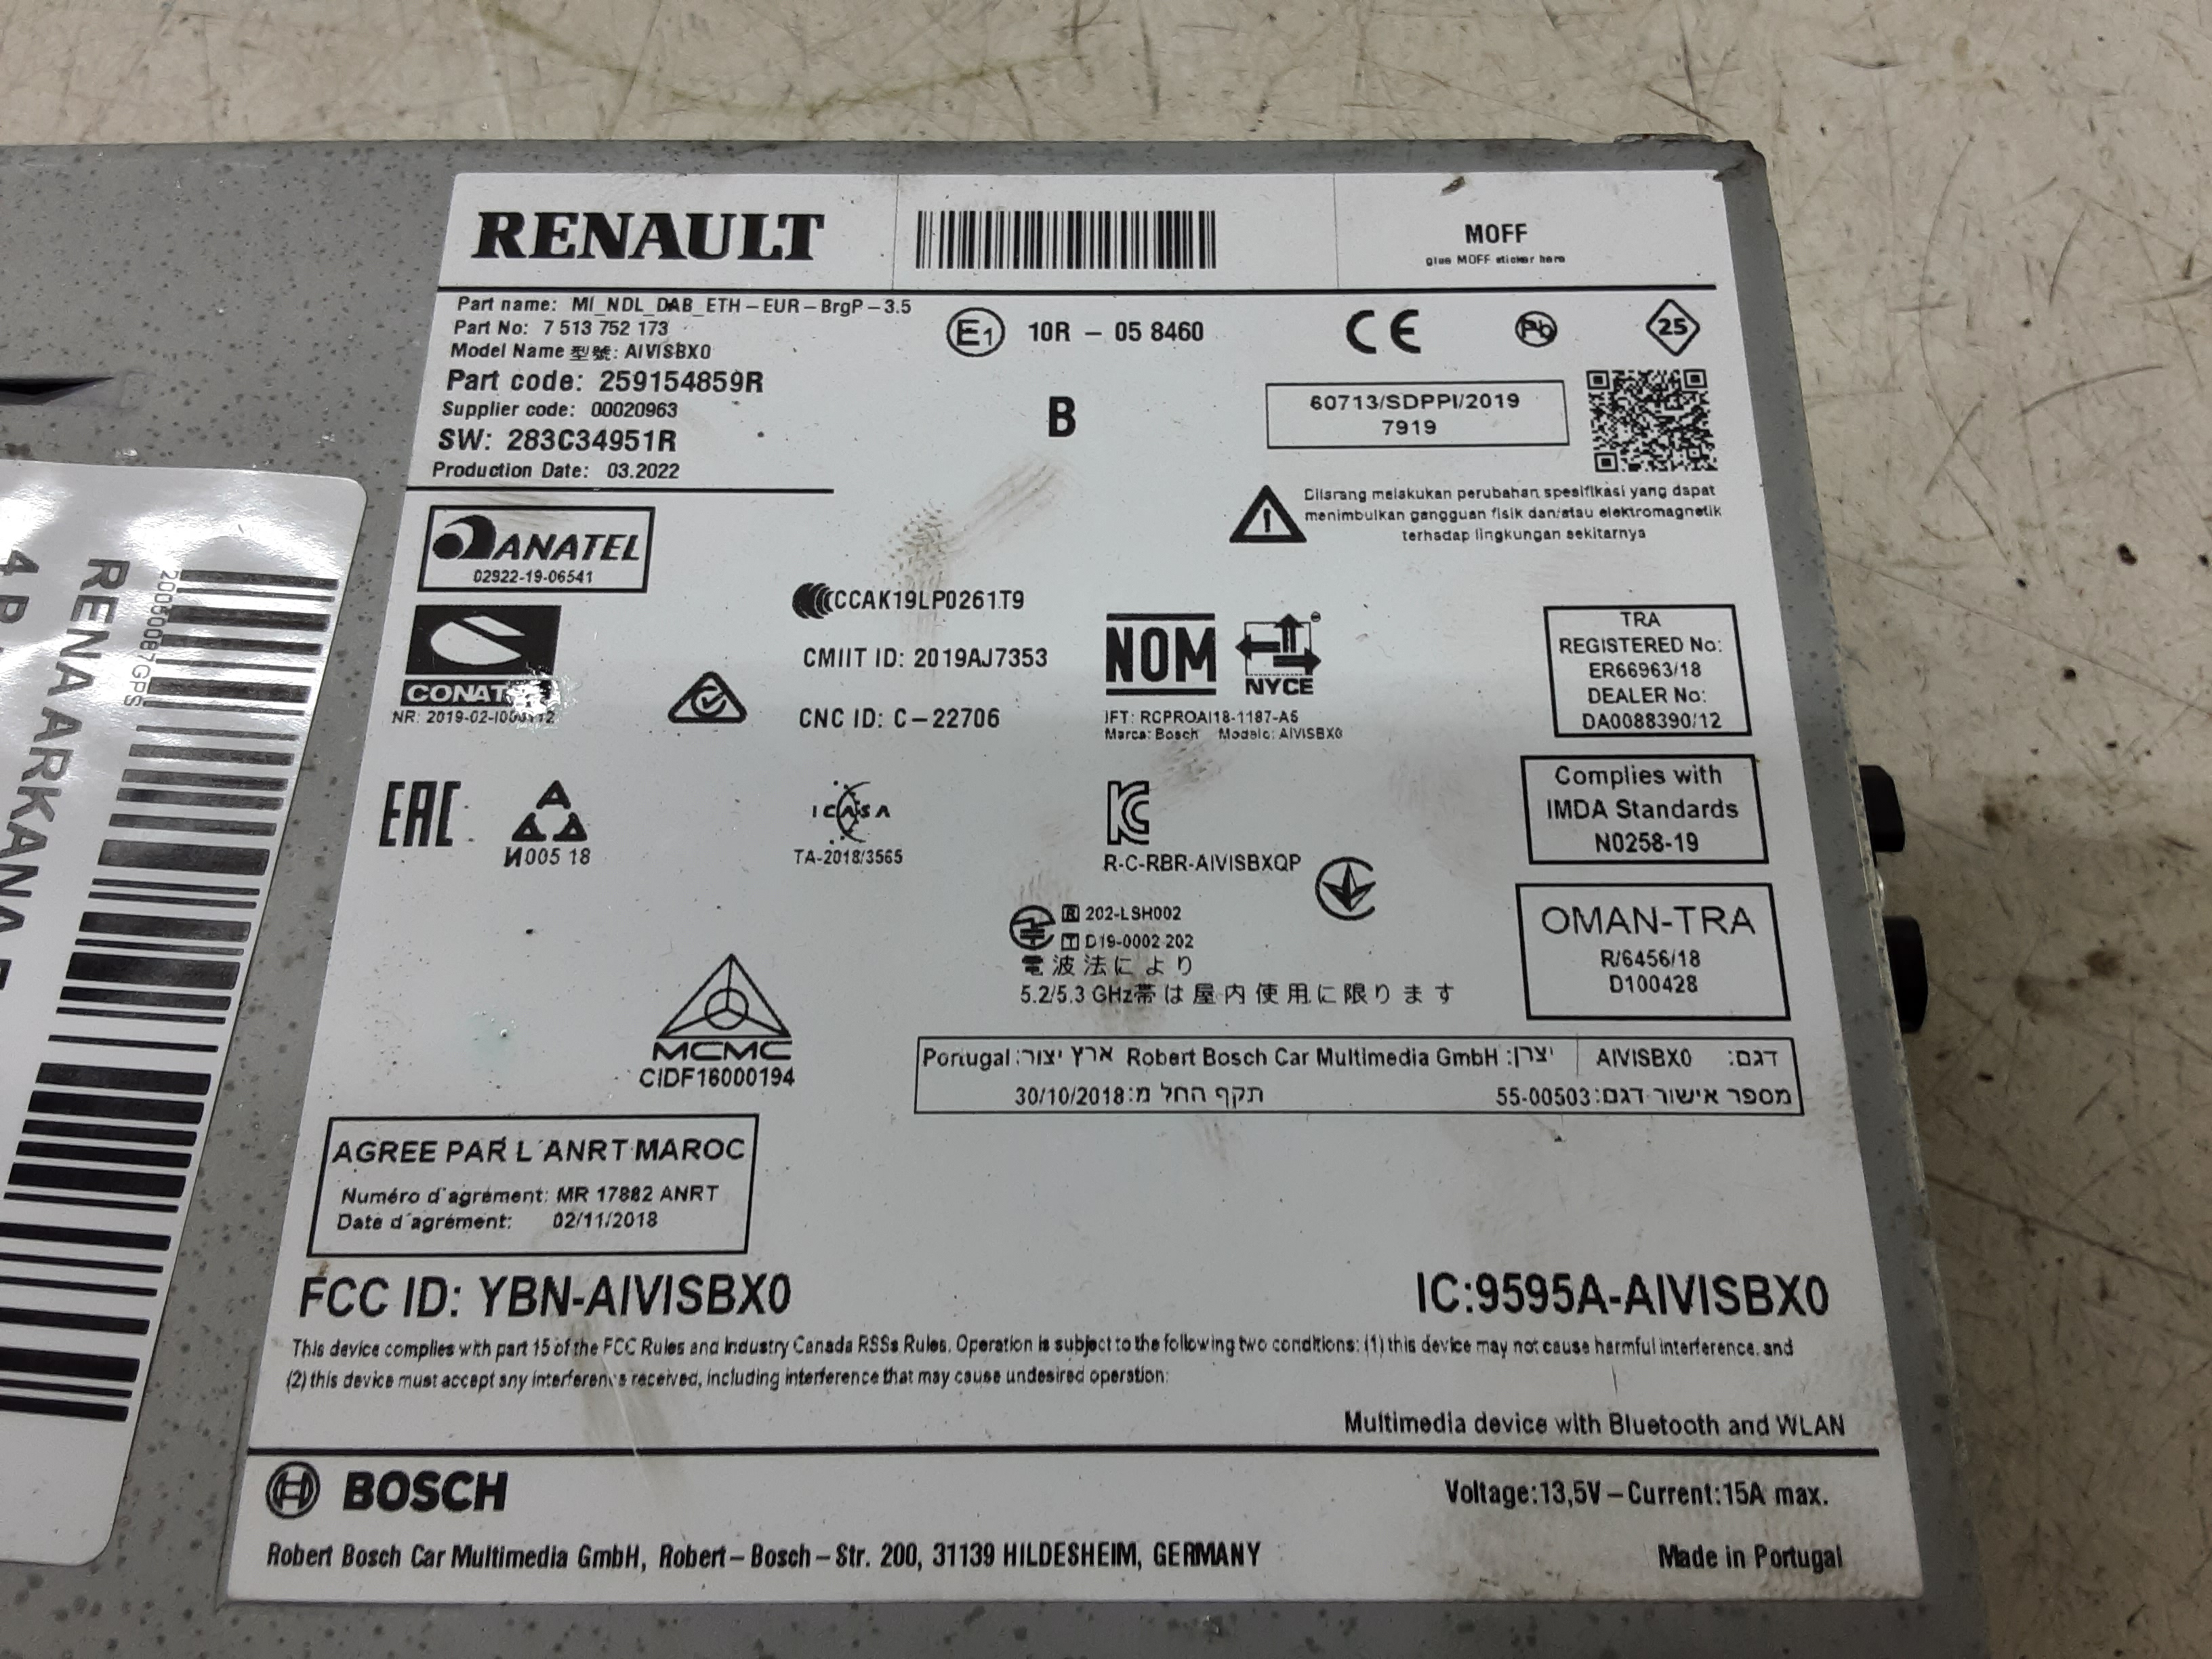 RENAULT
MOFF
glue MOFF sticker here
Part name: MI_NDL_DAB_ETH-EUR-BrgP-3.5
Part No: 7 513 752 173
Model Name 型號: AIVISBX0
Part code: 259154859R
Supplier code: 00020963
SW: 283C34951R
Production Date: 03.2022
E1 10R - 05 8460
CE
Pb
25
B
60713/SDPPI/2019
7919
Dilarang melakukan perubahan spesifikasi yang dapat
menimbulkan gangguan fisik dan/atau elektromagnetik
terhadap lingkungan sekitarnya
ANATEL
02922-19-06541
CCAK19LP0261T9
CONAT
NR: 2019-02-I000112
CMIIT ID: 2019AJ7353
CNC ID: C-22706
NOM
NYCE
IFT: RCPROAI18-1187-A5
Marca: Bosch Modelo: AIVISBX0
TRA
REGISTERED No:
ER66963/18
DEALER No:
DA0088390/12
Complies with
IMDA Standards
N0258-19
EAC
И005 18
ICASA
TA-2018/3565
R-C-RBR-AIVISBXQP
R 202-LSH002
T D19-0002 202
電波法により
5.2/5.3 GHz帯は屋内使用に限ります
OMAN-TRA
R/6456/18
D100428
MCMC
CIDF16000194
דגם: AIVISBX0 יצרן: Robert Bosch Car Multimedia GmbH ארץ יצור: Portugal
מספר אישור דגם: 55-00503 תקף החל מ: 30/10/2018
AGREE PAR L'ANRT MAROC
Numéro d'agrément: MR 17882 ANRT
Date d'agrément: 02/11/2018
FCC ID: YBN-AIVISBX0
IC:9595A-AIVISBX0
This device complies with part 15 of the FCC Rules and Industry Canada RSSs Rules. Operation is subject to the following two conditions: (1) this device may not cause harmful interference, and
(2) this device must accept any interference received, including interference that may cause undesired operation:
Multimedia device with Bluetooth and WLAN
BOSCH
Voltage:13,5V-Current:15A max.
Robert Bosch Car Multimedia GmbH, Robert-Bosch-Str. 200, 31139 HILDESHEIM, GERMANY
Made in Portugal
RENA ARKANA